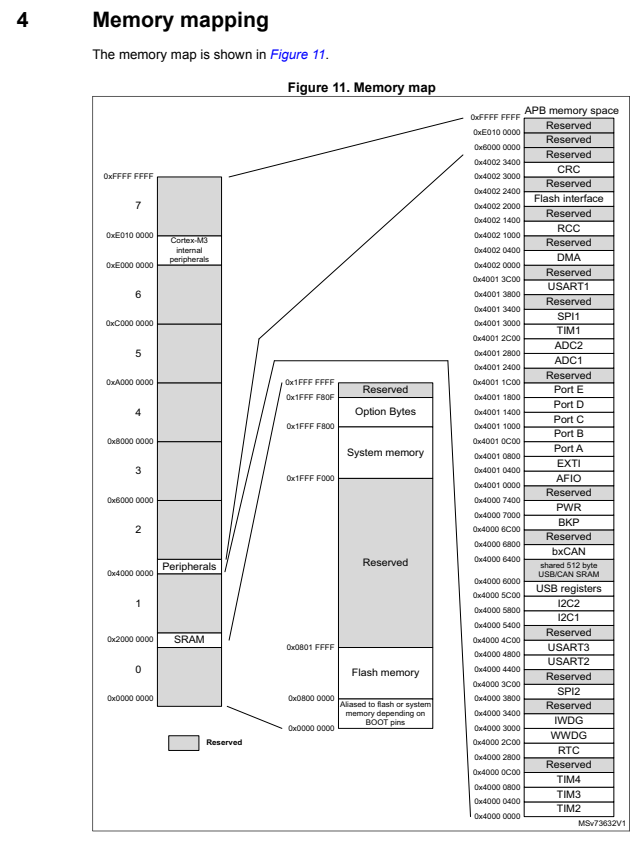 4 Memory mapping
The memory map is shown in Figure 11.
Figure 11. Memory map
0xFFFF FFFF
7
0xE010 0000
Cortex-M3
internal
peripherals
0xE000 0000
6
0xC000 0000
5
0xA000 0000
4
0x8000 0000
3
0x6000 0000
2
Peripherals
0x4000 0000
1
0x2000 0000
SRAM
0
0x0000 0000
Reserved
0x1FFF FFFF
Reserved
0x1FFF F80F
Option Bytes
0x1FFF F800
System memory
0x1FFF F000
Reserved
0x0801 FFFF
Flash memory
0x0800 0000
Aliased to flash or system
memory depending on
BOOT pins
0x0000 0000
APB memory space
0xFFFF FFFF
Reserved
0xE010 0000
Reserved
0x6000 0000
Reserved
0x4002 3400
CRC
0x4002 3000
Reserved
0x4002 2400
Flash interface
0x4002 2000
Reserved
0x4002 1400
RCC
0x4002 1000
Reserved
0x4002 0400
DMA
0x4002 0000
Reserved
0x4001 3C00
USART1
0x4001 3800
Reserved
0x4001 3400
SPI1
0x4001 3000
TIM1
0x4001 2C00
ADC2
0x4001 2800
ADC1
0x4001 2400
Reserved
0x4001 1C00
Port E
0x4001 1800
Port D
0x4001 1400
Port C
0x4001 1000
Port B
0x4001 0C00
Port A
0x4001 0800
EXTI
0x4001 0400
AFIO
0x4001 0000
Reserved
0x4000 7400
PWR
0x4000 7000
BKP
0x4000 6C00
Reserved
0x4000 6800
bxCAN
0x4000 6400
shared 512 byte
USB/CAN SRAM
0x4000 6000
USB registers
0x4000 5C00
I2C2
0x4000 5800
I2C1
0x4000 5400
Reserved
0x4000 4C00
USART3
0x4000 4800
USART2
0x4000 4400
Reserved
0x4000 3C00
SPI2
0x4000 3800
Reserved
0x4000 3400
IWDG
0x4000 3000
WWDG
0x4000 2C00
RTC
0x4000 2800
Reserved
0x4000 0C00
TIM4
0x4000 0800
TIM3
0x4000 0400
TIM2
0x4000 0000
MSv73632V1